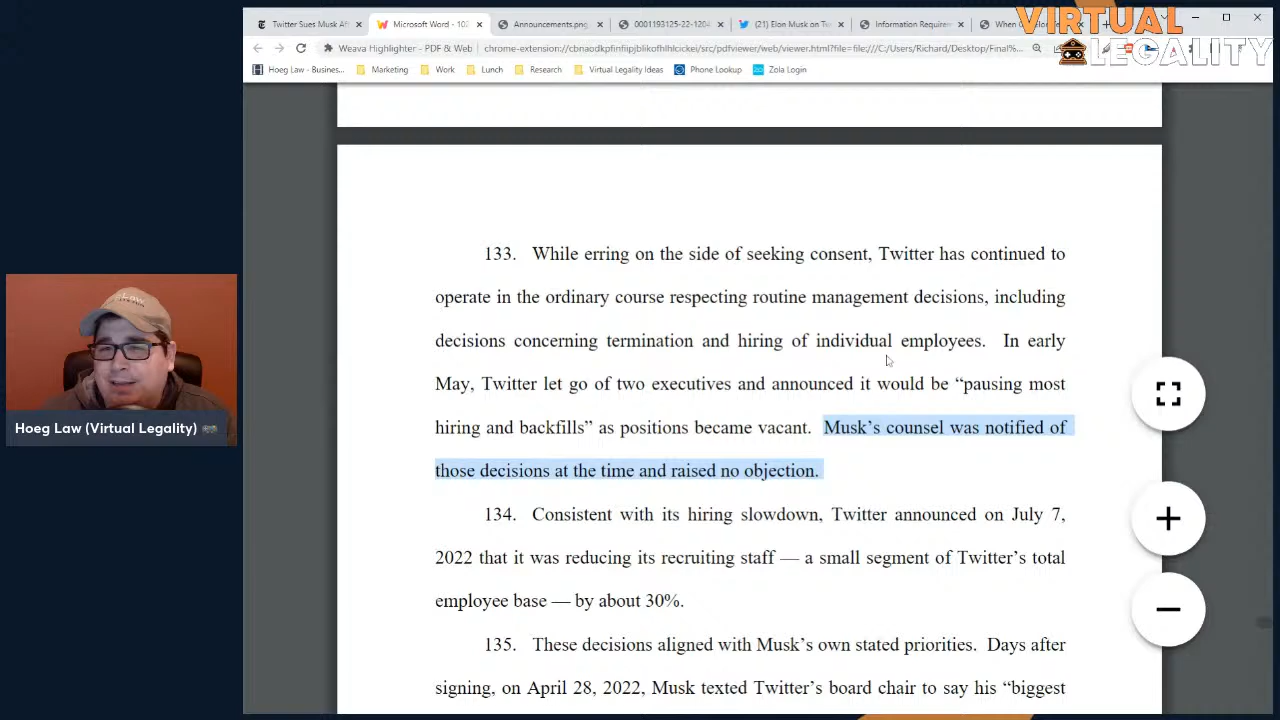 Twitter Sues Musk Af
Microsoft Word - 102
Announcements.png
0001193125-22-1204
(21) Elon Musk on Tw
Information Requirem
When C
VIRTUAL
LEGALITY
Weava Highlighter - PDF & Web
chrome-extension://cbnaodkpfinfiipjblikofhlhlcickei/src/pdfviewer/web/viewer.html?file=file:///C:/Users/Richard/Desktop/Final%...
Hoeg Law - Busines...
Marketing
Work
Lunch
Research
Virtual Legality Ideas
Phone Lookup
Zola Login
133. While erring on the side of seeking consent, Twitter has continued to
operate in the ordinary course respecting routine management decisions, including
decisions concerning termination and hiring of individual employees. In early
May, Twitter let go of two executives and announced it would be “pausing most
hiring and backfills” as positions became vacant. Musk’s counsel was notified of
those decisions at the time and raised no objection.
134. Consistent with its hiring slowdown, Twitter announced on July 7,
2022 that it was reducing its recruiting staff — a small segment of Twitter’s total
employee base — by about 30%.
135. These decisions aligned with Musk’s own stated priorities. Days after
signing, on April 28, 2022, Musk texted Twitter’s board chair to say his “biggest
Hoeg Law (Virtual Legality)